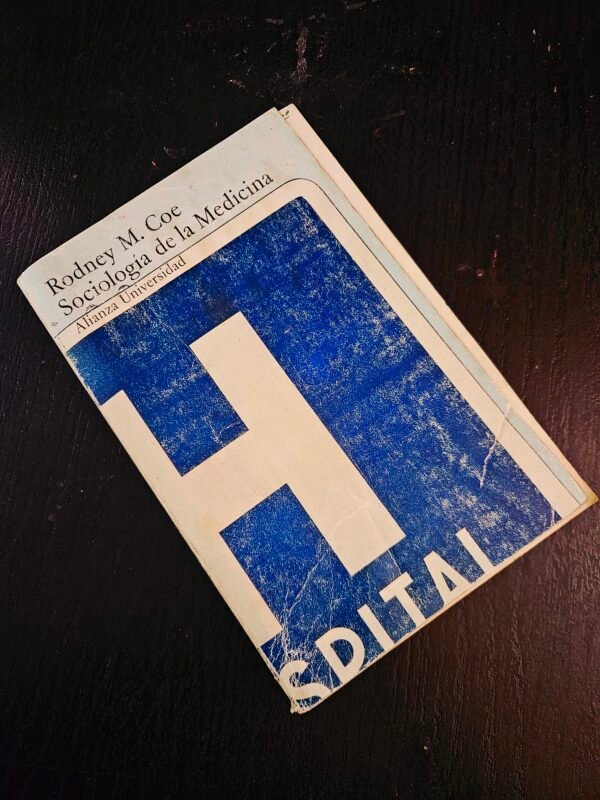 Rodney M. Coe
Sociología de la Medicina
Alianza Universidad
H
SPITAL